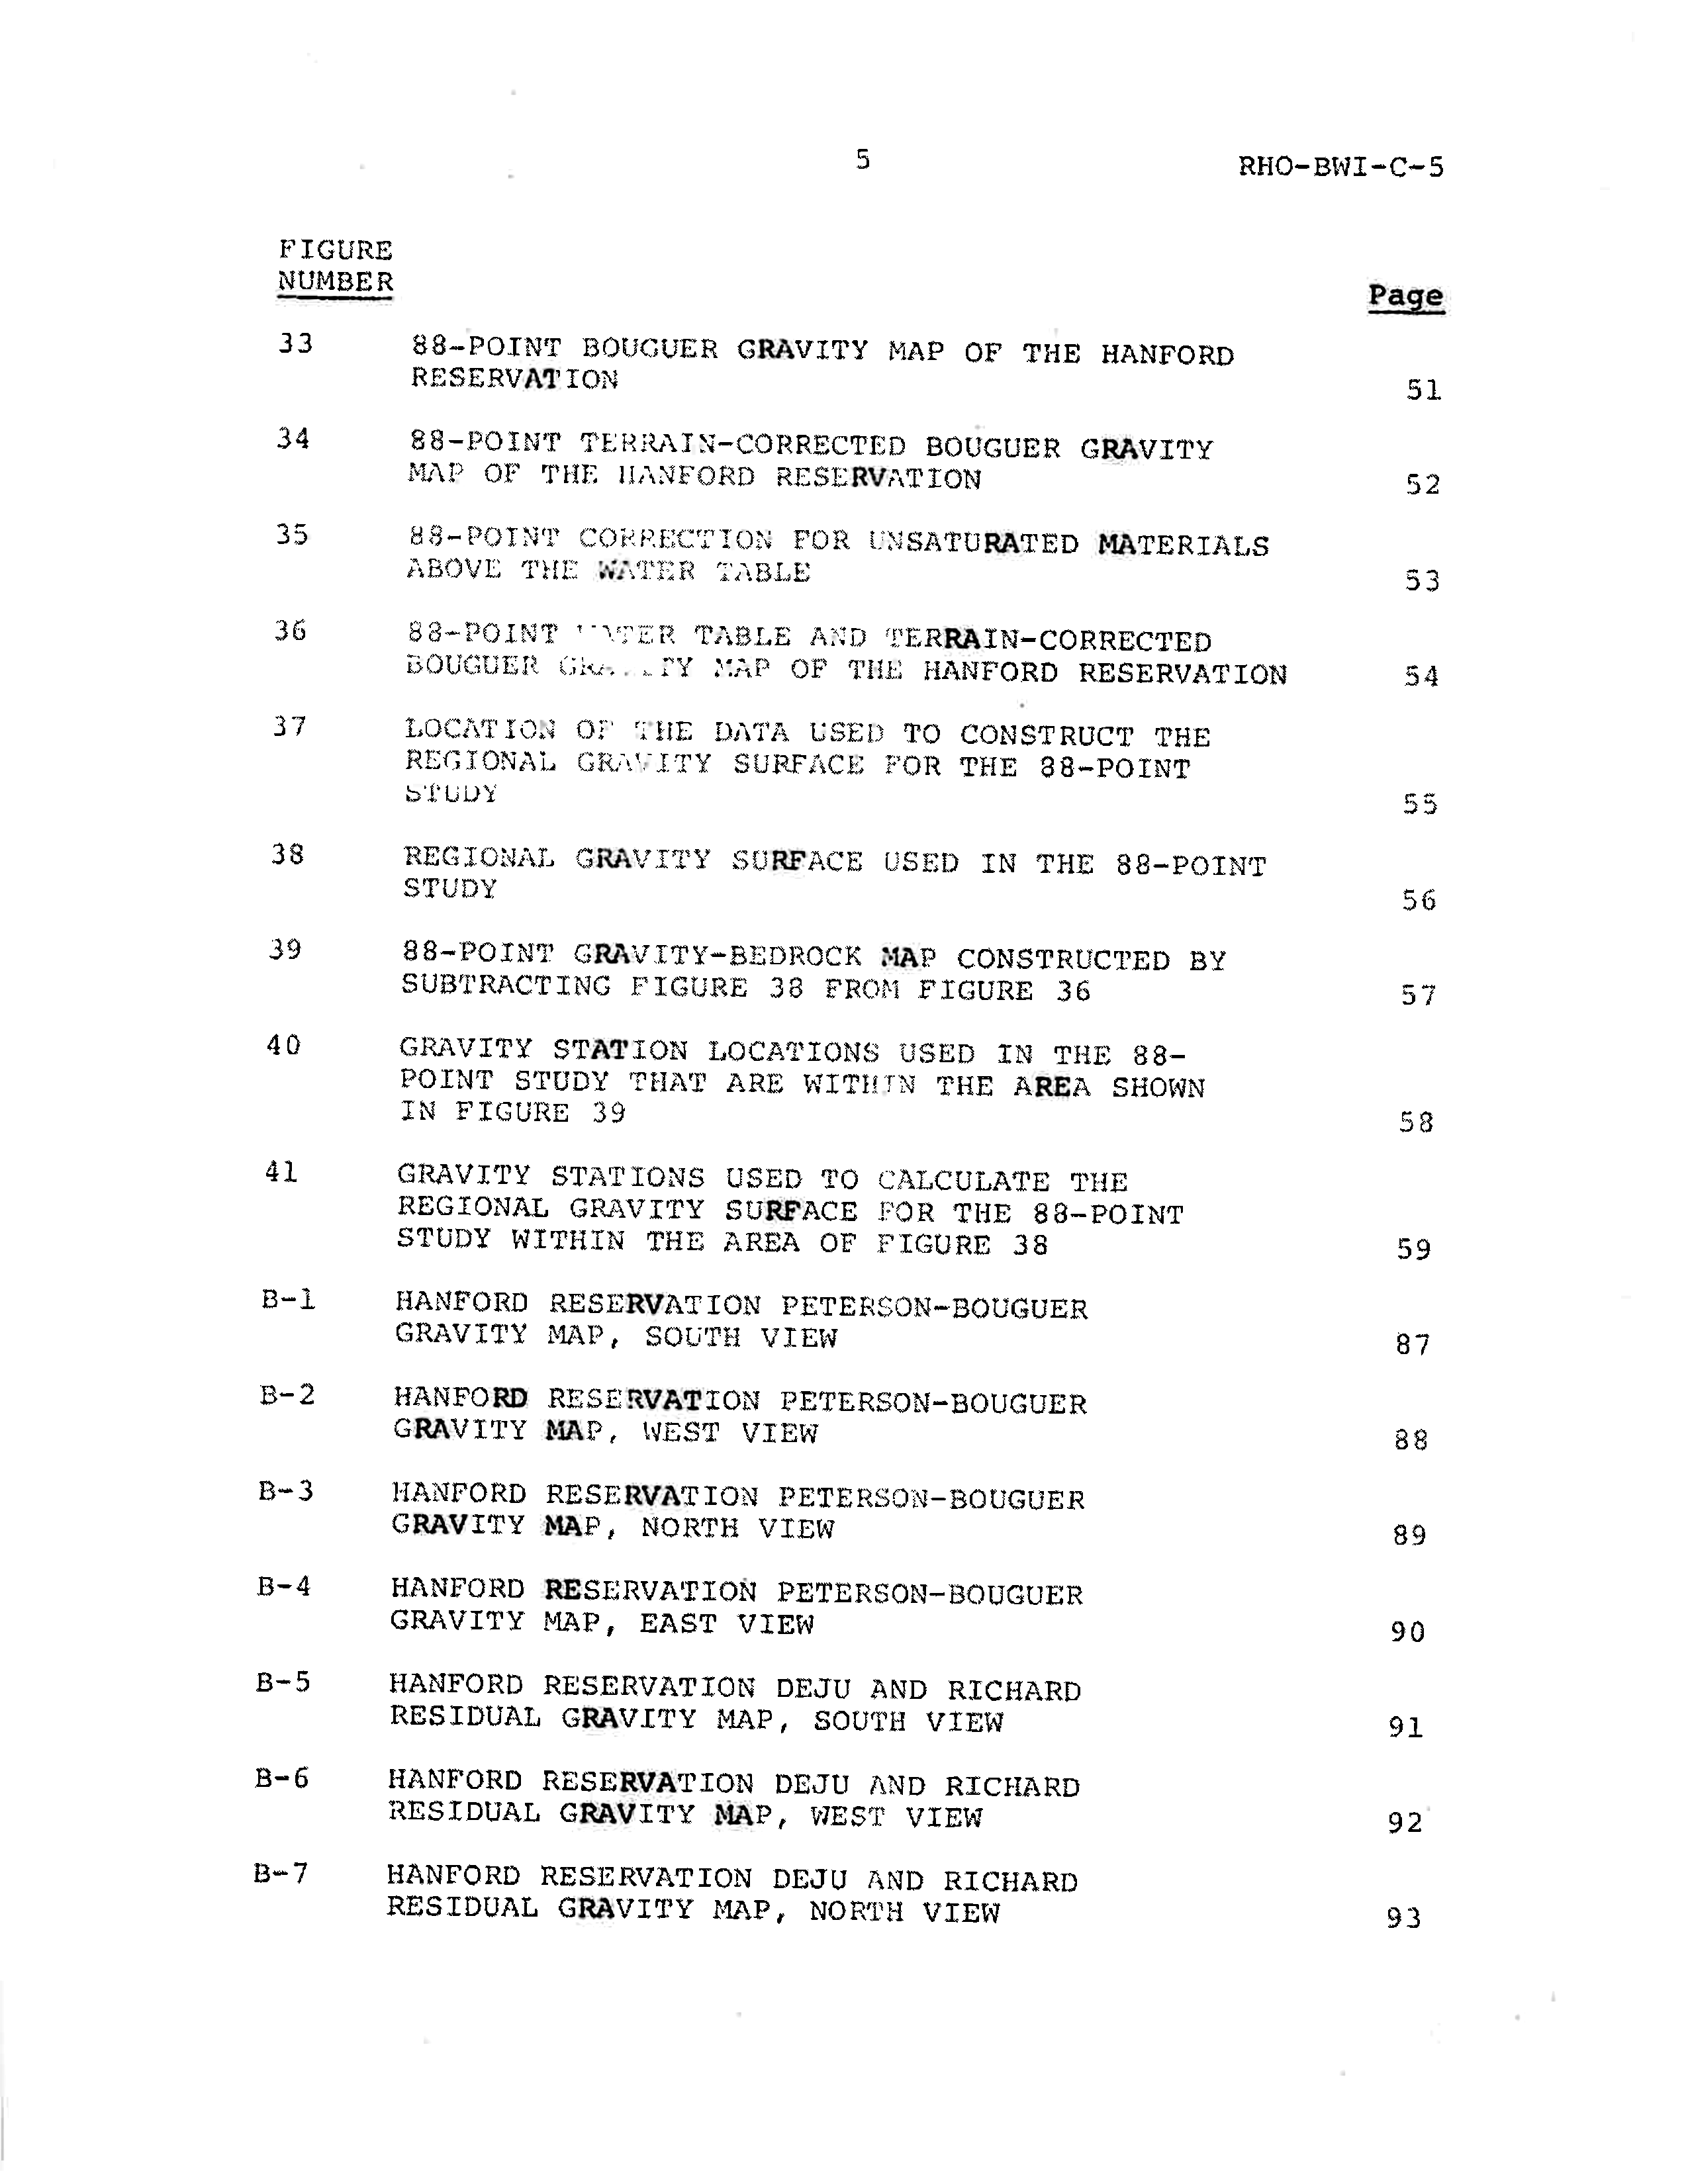 5
RHO-BWI-C-5
FIGURE
NUMBER
Page
33 88-POINT BOUGUER GRAVITY MAP OF THE HANFORD
RESERVATION 51
34 88-POINT TERRAIN-CORRECTED BOUGUER GRAVITY
MAP OF THE HANFORD RESERVATION 52
35 88-POINT CORRECTION FOR UNSATURATED MATERIALS
ABOVE THE WATER TABLE 53
36 88-POINT WATER TABLE AND TERRAIN-CORRECTED
BOUGUER GRAVITY MAP OF THE HANFORD RESERVATION 54
37 LOCATION OF THE DATA USED TO CONSTRUCT THE
REGIONAL GRAVITY SURFACE FOR THE 88-POINT
STUDY 55
38 REGIONAL GRAVITY SURFACE USED IN THE 88-POINT
STUDY 56
39 88-POINT GRAVITY-BEDROCK MAP CONSTRUCTED BY
SUBTRACTING FIGURE 38 FROM FIGURE 36 57
40 GRAVITY STATION LOCATIONS USED IN THE 88-
POINT STUDY THAT ARE WITHIN THE AREA SHOWN
IN FIGURE 39 58
41 GRAVITY STATIONS USED TO CALCULATE THE
REGIONAL GRAVITY SURFACE FOR THE 88-POINT
STUDY WITHIN THE AREA OF FIGURE 38 59
B-1 HANFORD RESERVATION PETERSON-BOUGUER
GRAVITY MAP, SOUTH VIEW 87
B-2 HANFORD RESERVATION PETERSON-BOUGUER
GRAVITY MAP, WEST VIEW 88
B-3 HANFORD RESERVATION PETERSON-BOUGUER
GRAVITY MAP, NORTH VIEW 89
B-4 HANFORD RESERVATION PETERSON-BOUGUER
GRAVITY MAP, EAST VIEW 90
B-5 HANFORD RESERVATION DEJU AND RICHARD
RESIDUAL GRAVITY MAP, SOUTH VIEW 91
B-6 HANFORD RESERVATION DEJU AND RICHARD
RESIDUAL GRAVITY MAP, WEST VIEW 92
B-7 HANFORD RESERVATION DEJU AND RICHARD
RESIDUAL GRAVITY MAP, NORTH VIEW 93